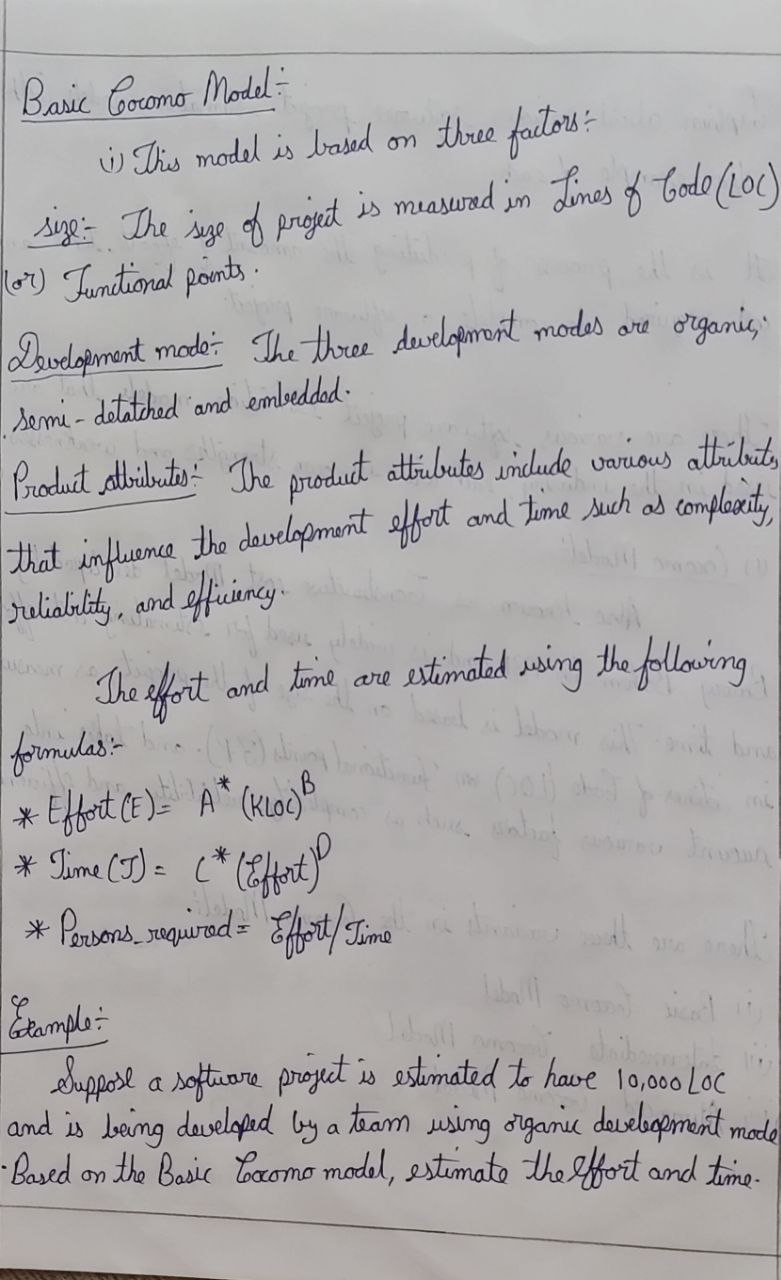 Basic Cocomo Model:-
i) This model is based on three factors:-
size:- The size of project is measured in Lines of Code (LOC)
(or) Functional points.
Development mode:- The three development modes are organic,
semi-detatched and embedded.
Product attributes:- The product attributes include various attributes
that influence the development effort and time such as complexity,
reliability, and efficiency.
The effort and time are estimated using the following
formulas:-
* Effort (E) = A * (KLOC)^B
* Time (T) = C * (Effort)^D
* Persons_required = Effort/Time
Example:-
Suppose a software project is estimated to have 10,000 LOC
and is being developed by a team using organic development mode
. Based on the Basic Cocomo model, estimate the effort and time.